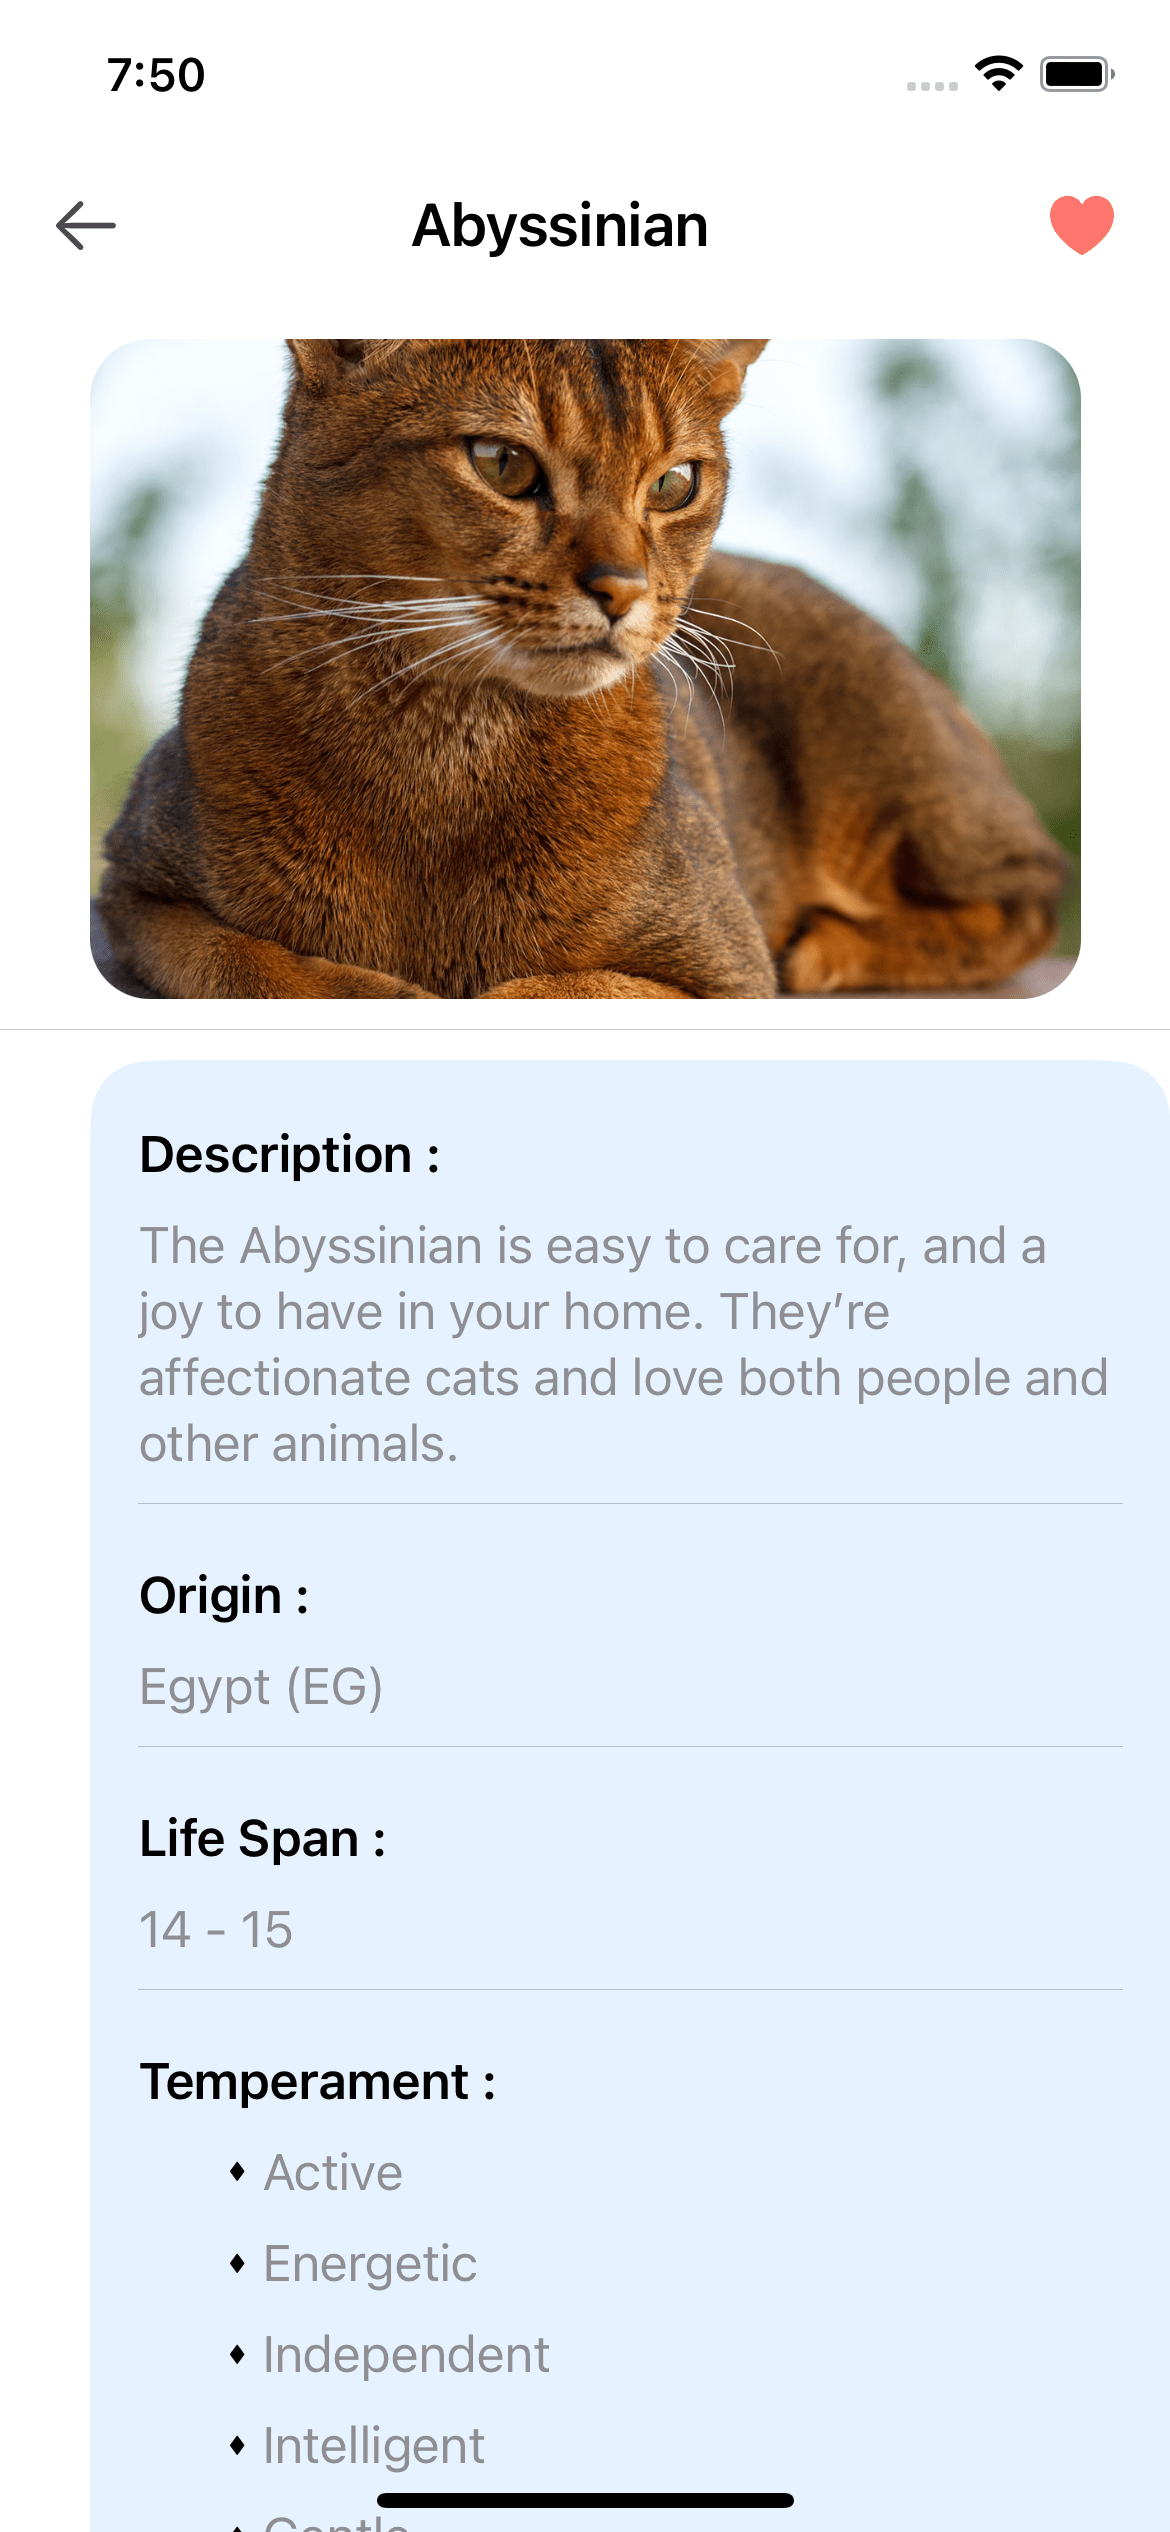 7:50
Abyssinian
Description :
The Abyssinian is easy to care for, and a
joy to have in your home. They’re
affectionate cats and love both people and
other animals.
Origin :
Egypt (EG)
Life Span :
14 - 15
Temperament :
♦ Active
♦ Energetic
♦ Independent
♦ Intelligent
♦ Gentle